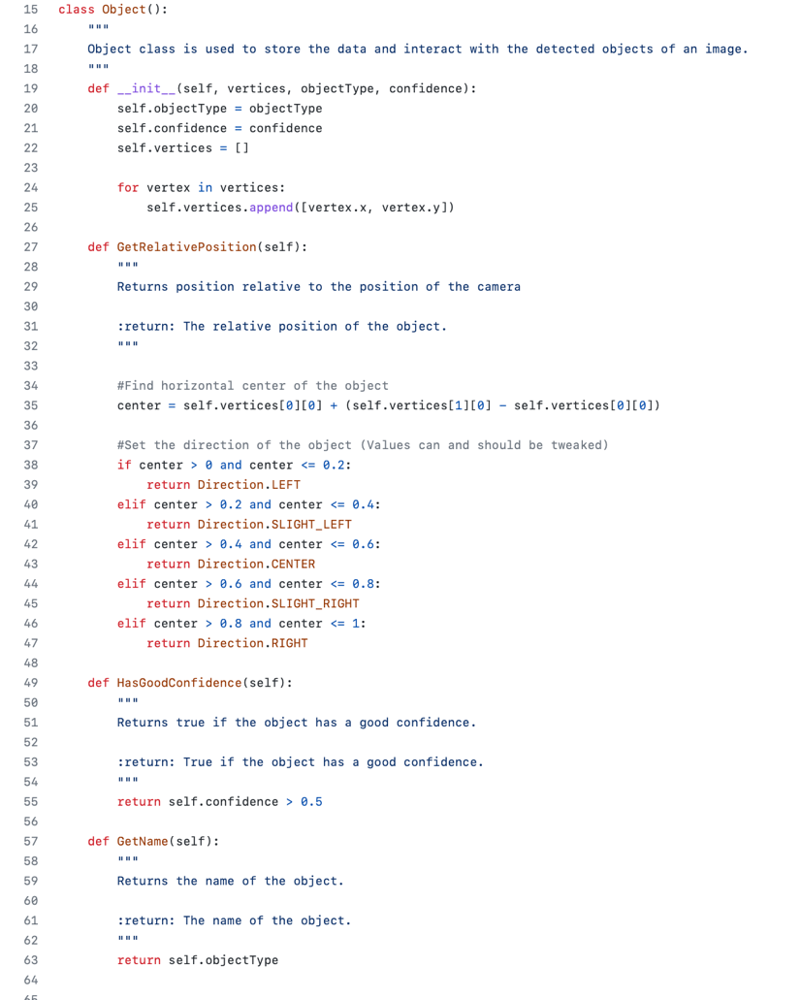 15 class Object():
16     """
17     Object class is used to store the data and interact with the detected objects of an image.
18     """
19     def __init__(self, vertices, objectType, confidence):
20         self.objectType = objectType
21         self.confidence = confidence
22         self.vertices = []
23
24         for vertex in vertices:
25             self.vertices.append([vertex.x, vertex.y])
26
27     def GetRelativePosition(self):
28         """
29         Returns position relative to the position of the camera
30
31         :return: The relative position of the object.
32         """
33
34         #Find horizontal center of the object
35         center = self.vertices[0][0] + (self.vertices[1][0] - self.vertices[0][0])
36
37         #Set the direction of the object (Values can and should be tweaked)
38         if center > 0 and center <= 0.2:
39             return Direction.LEFT
40         elif center > 0.2 and center <= 0.4:
41             return Direction.SLIGHT_LEFT
42         elif center > 0.4 and center <= 0.6:
43             return Direction.CENTER
44         elif center > 0.6 and center <= 0.8:
45             return Direction.SLIGHT_RIGHT
46         elif center > 0.8 and center <= 1:
47             return Direction.RIGHT
48
49     def HasGoodConfidence(self):
50         """
51         Returns true if the object has a good confidence.
52
53         :return: True if the object has a good confidence.
54         """
55         return self.confidence > 0.5
56
57     def GetName(self):
58         """
59         Returns the name of the object.
60
61         :return: The name of the object.
62         """
63         return self.objectType
64
65